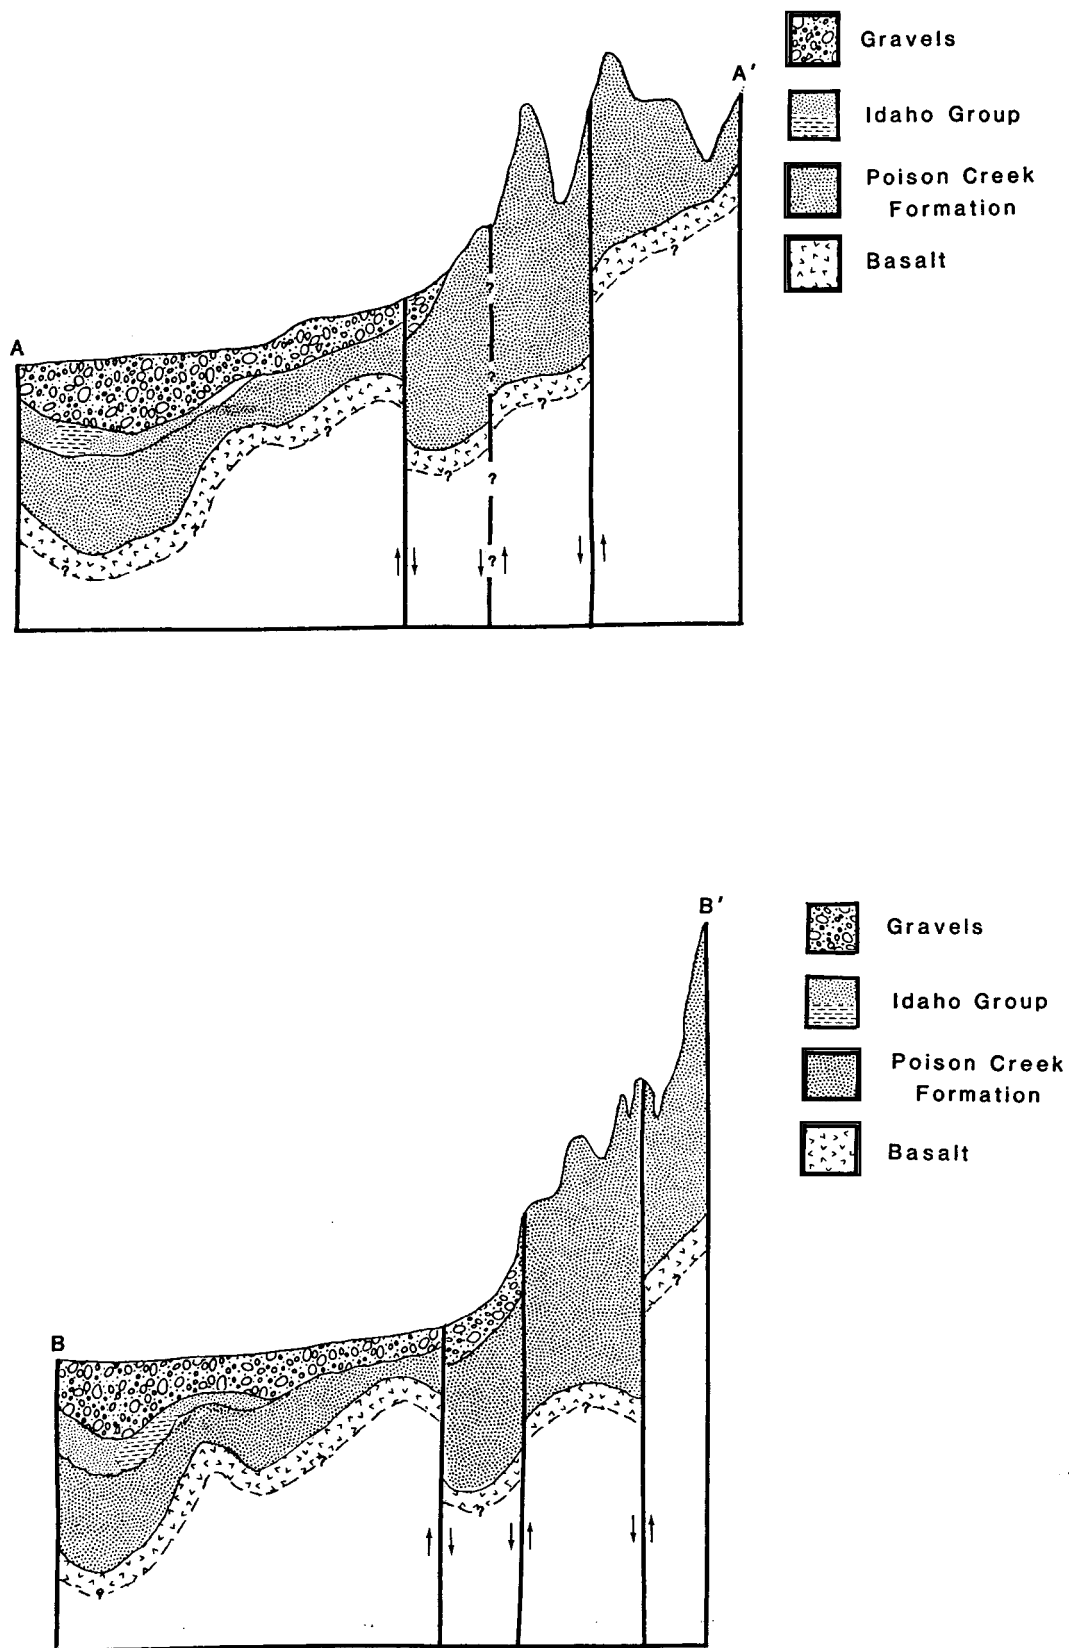 A
A'
?
?
?
?
?
?
?
?
?
?
Gravels
Idaho Group
Poison Creek
Formation
Basalt
B
B'
?
?
?
?
?
Gravels
Idaho Group
Poison Creek
Formation
Basalt